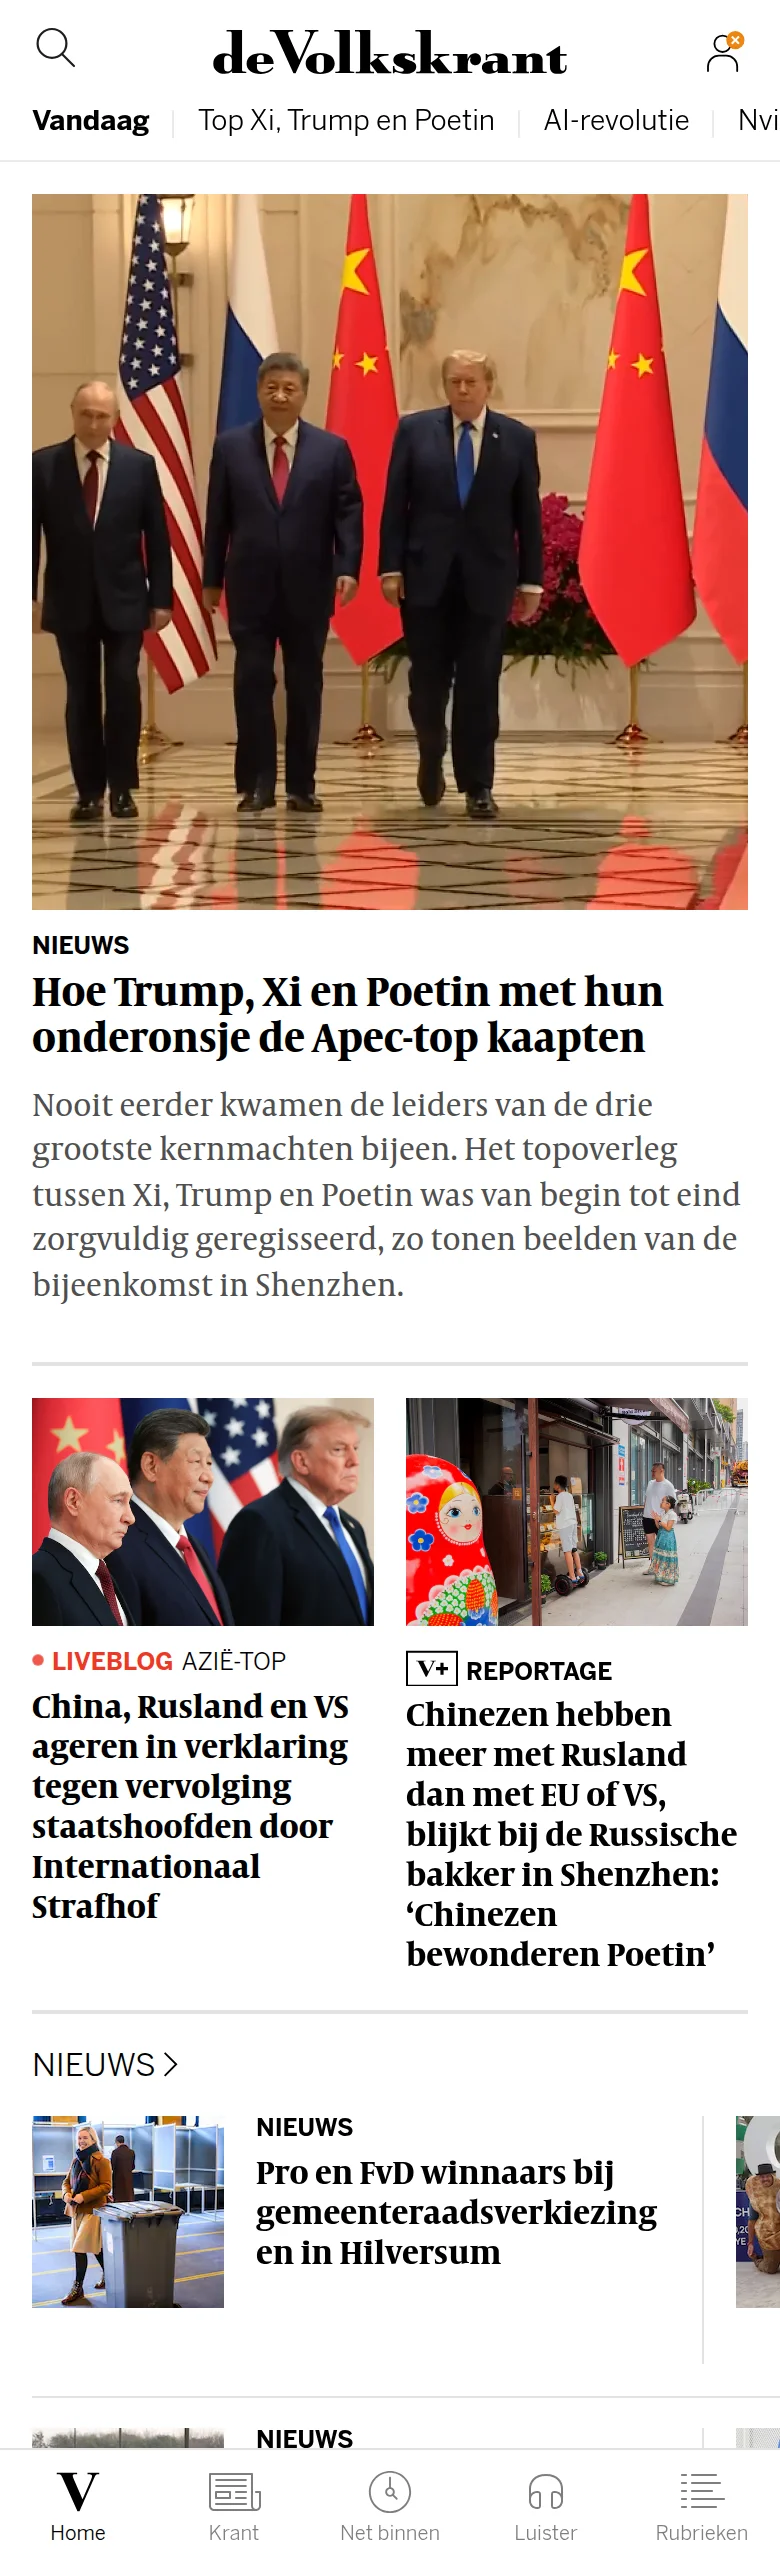 deVolkskrant
Vandaag
Top Xi, Trump en Poetin
AI-revolutie
Nvi
NIEUWS
Hoe Trump, Xi en Poetin met hun
onderonsje de Apec-top kaapten
Nooit eerder kwamen de leiders van de drie
grootste kernmachten bijeen. Het topoverleg
tussen Xi, Trump en Poetin was van begin tot eind
zorgvuldig geregisseerd, zo tonen beelden van de
bijeenkomst in Shenzhen.
LIVEBLOG AZIË-TOP
China, Rusland en VS
ageren in verklaring
tegen vervolging
staatshoofden door
Internationaal
Strafhof
V+ REPORTAGE
Chinezen hebben
meer met Rusland
dan met EU of VS,
blijkt bij de Russische
bakker in Shenzhen:
‘Chinezen
bewonderen Poetin’
NIEUWS
NIEUWS
Pro en FvD winnaars bij
gemeenteraadsverkiezing
en in Hilversum
NIEUWS
V
Home
Krant
Net binnen
Luister
Rubrieken